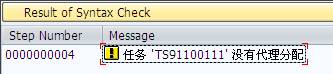 Result of Syntax Check
Step Number Message
0000000004 任务 'TS91100111' 没有代理分配